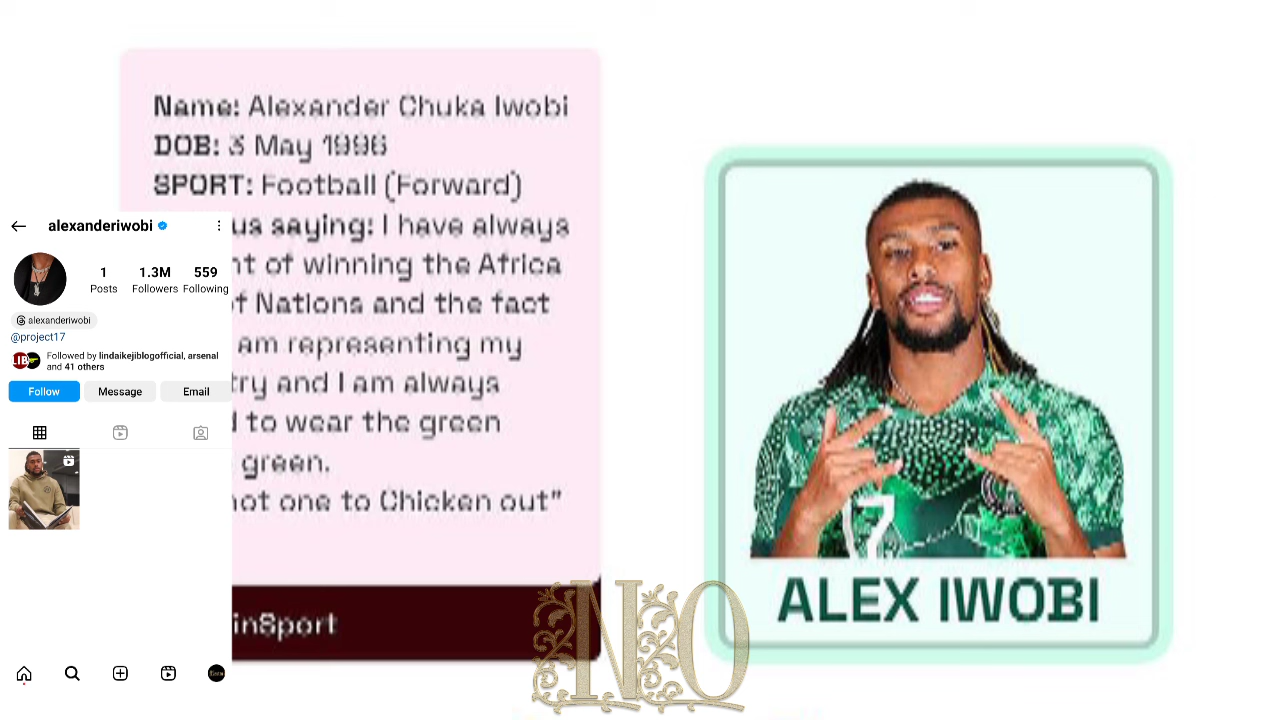 Name: Alexander Chuka Iwobi
DOB: 3 May 1996
SPORT: Football (Forward)
us saying: I have always
nt of winning the Africa
f Nations and the fact
am representing my
try and I am always
d to wear the green
green.
not one to Chicken out"
inSport
alexanderiwobi
1 1.3M 559
Posts Followers Following
alexanderiwobi
@project17
LIB
Followed by lindaikejiblogofficial, arsenal
and 41 others
Follow Message Email
7
ALEX IWOBI
NO